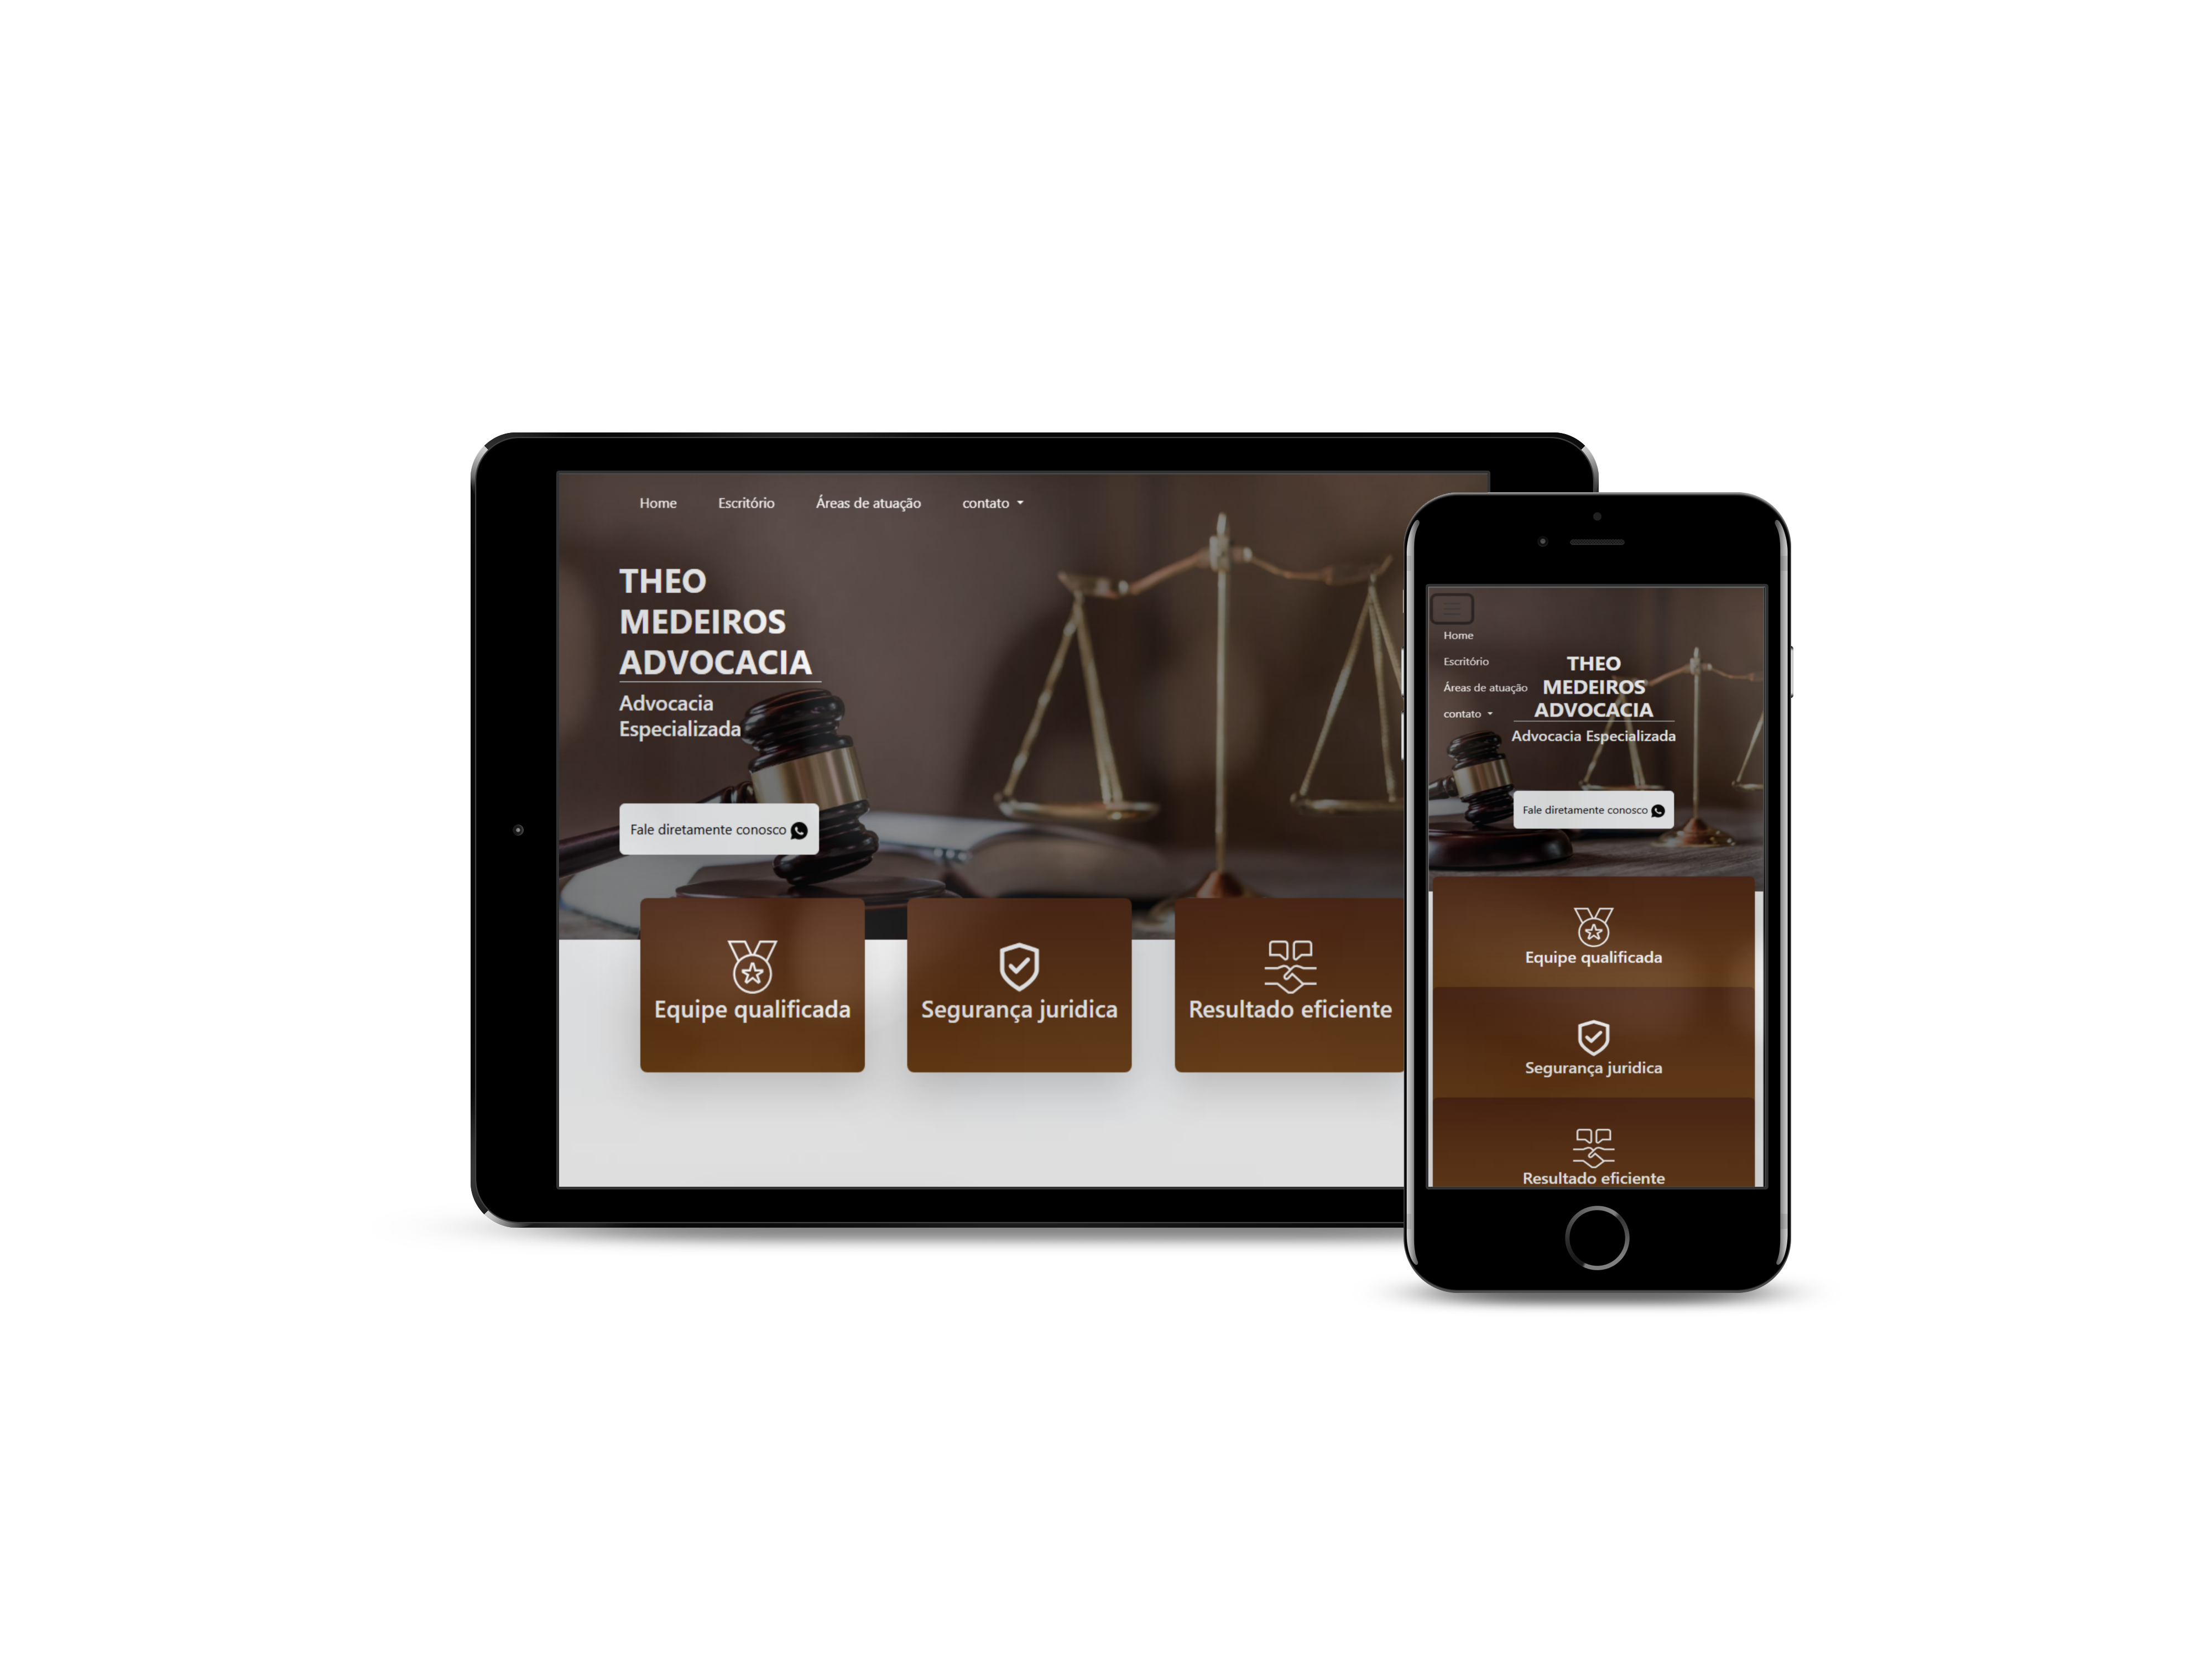 Home Escritório Áreas de atuação contato
THEO
MEDEIROS
ADVOCACIA
Advocacia
Especializada
Fale diretamente conosco
Equipe qualificada
Segurança juridica
Resultado eficiente
Home
Escritório
Áreas de atuação
contato
THEO
MEDEIROS
ADVOCACIA
Advocacia Especializada
Fale diretamente conosco
Equipe qualificada
Segurança juridica
Resultado eficiente